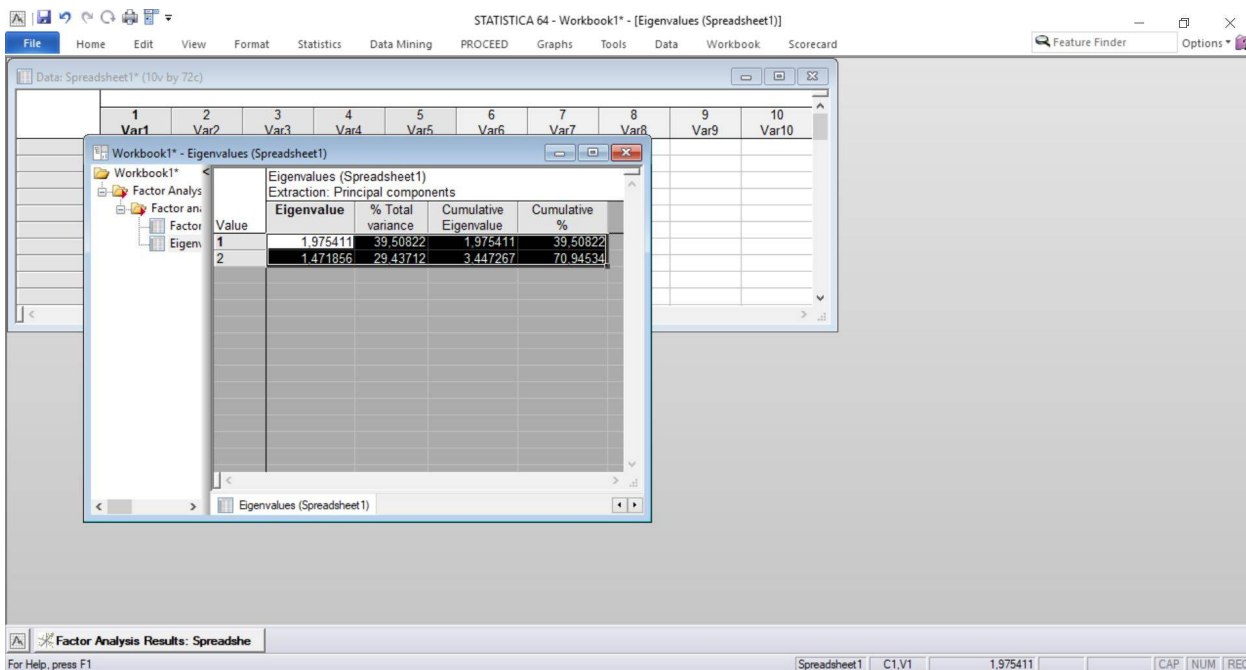 STATISTICA 64 - Workbook1* - [Eigenvalues (Spreadsheet1)]
File Home Edit View Format Statistics Data Mining PROCEED Graphs Tools Data Workbook Scorecard Feature Finder Options
Data: Spreadsheet1* (10v by 72c)
1 2 3 4 5 6 7 8 9 10
Var1 Var2 Var3 Var4 Var5 Var6 Var7 Var8 Var9 Var10
Workbook1* - Eigenvalues (Spreadsheet1)
Workbook1*
Factor Analys
Factor ana
Factor
Eigenv
Eigenvalues (Spreadsheet1)
Extraction: Principal components
Value Eigenvalue % Total variance Cumulative Eigenvalue Cumulative %
1 1,975411 39,50822 1,975411 39,50822
2 1,471856 29,43712 3,447267 70,94534
Eigenvalues (Spreadsheet1)
Factor Analysis Results: Spreadshe
For Help, press F1 Spreadsheet1 C1,V1 1,975411 CAP NUM REC